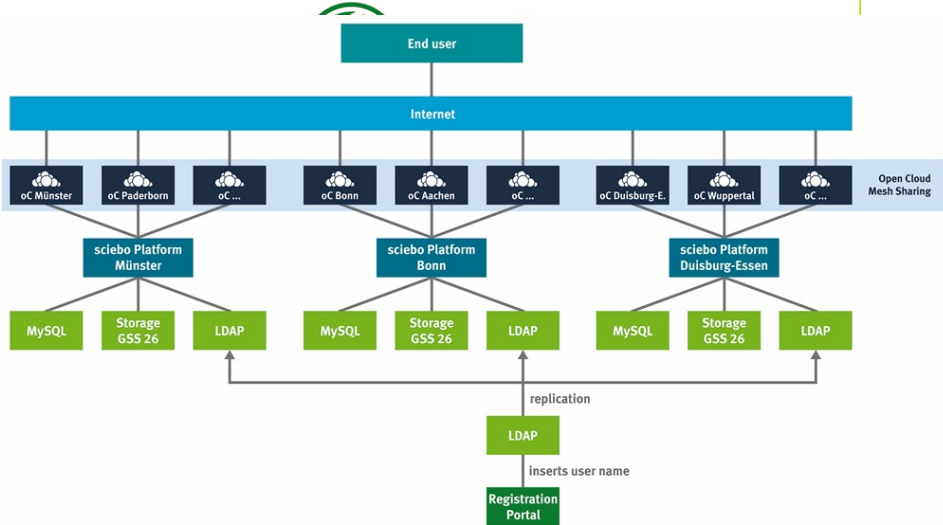 End user
Internet
oC Münster
oC Paderborn
oC ...
oC Bonn
oC Aachen
oC ...
oC Duisburg-E.
oC Wuppertal
oC ...
Open Cloud
Mesh Sharing
sciebo Platform
Münster
sciebo Platform
Bonn
sciebo Platform
Duisburg-Essen
MySQL
Storage
GSS 26
LDAP
MySQL
Storage
GSS 26
LDAP
MySQL
Storage
GSS 26
LDAP
replication
LDAP
inserts user name
Registration
Portal